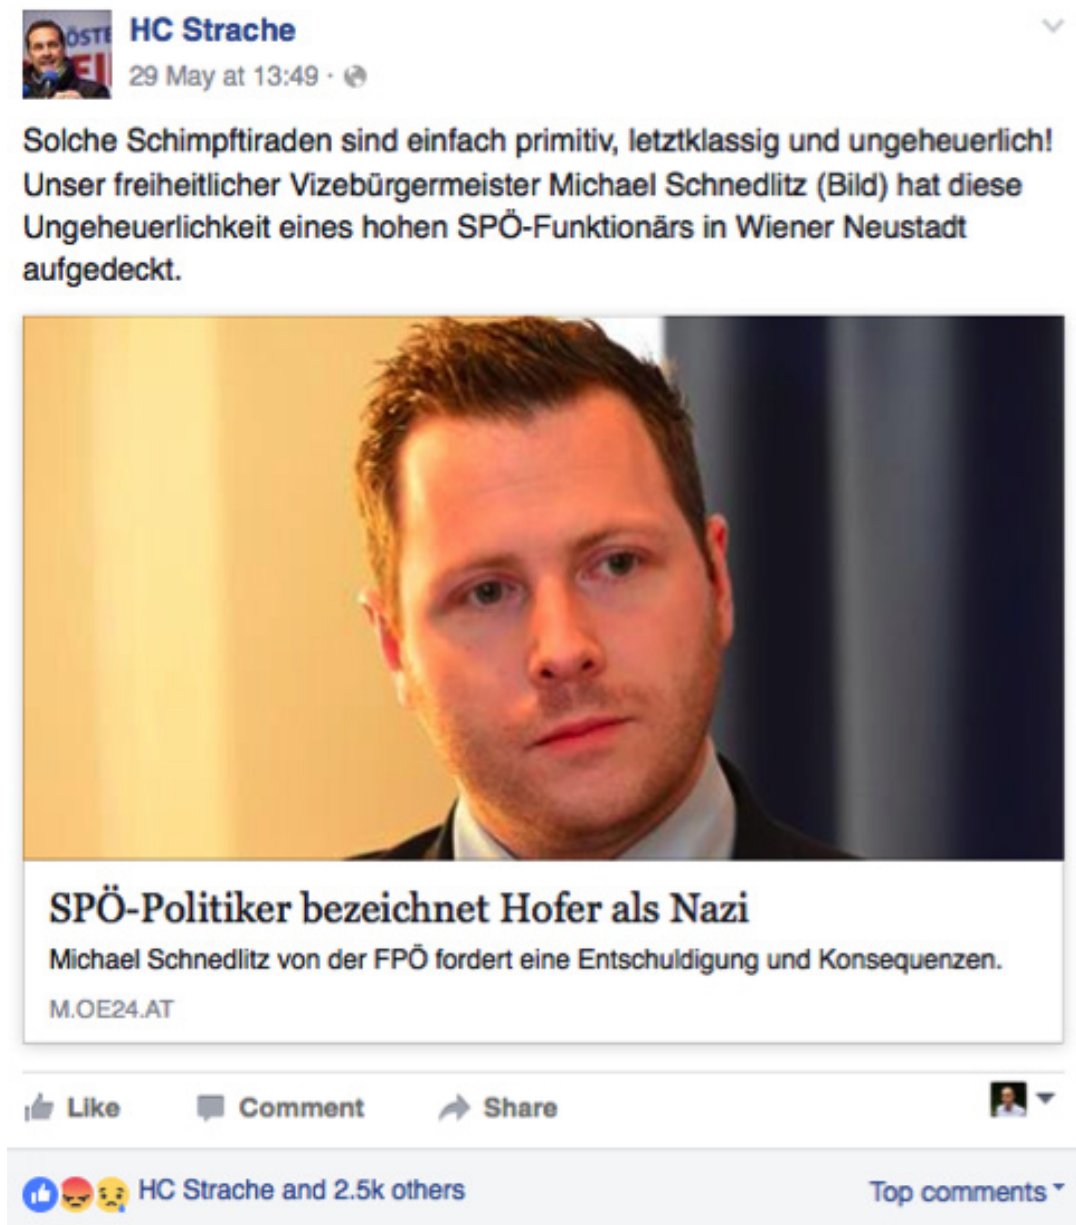 HC Strache
29 May at 13:49 ·
Solche Schimpftiraden sind einfach primitiv, letztklassig und ungeheuerlich!
Unser freiheitlicher Vizebürgermeister Michael Schnedlitz (Bild) hat diese
Ungeheuerlichkeit eines hohen SPÖ-Funktionärs in Wiener Neustadt
aufgedeckt.
SPÖ-Politiker bezeichnet Hofer als Nazi
Michael Schnedlitz von der FPÖ fordert eine Entschuldigung und Konsequenzen.
M.OE24.AT
Like Comment Share
HC Strache and 2.5k others Top comments